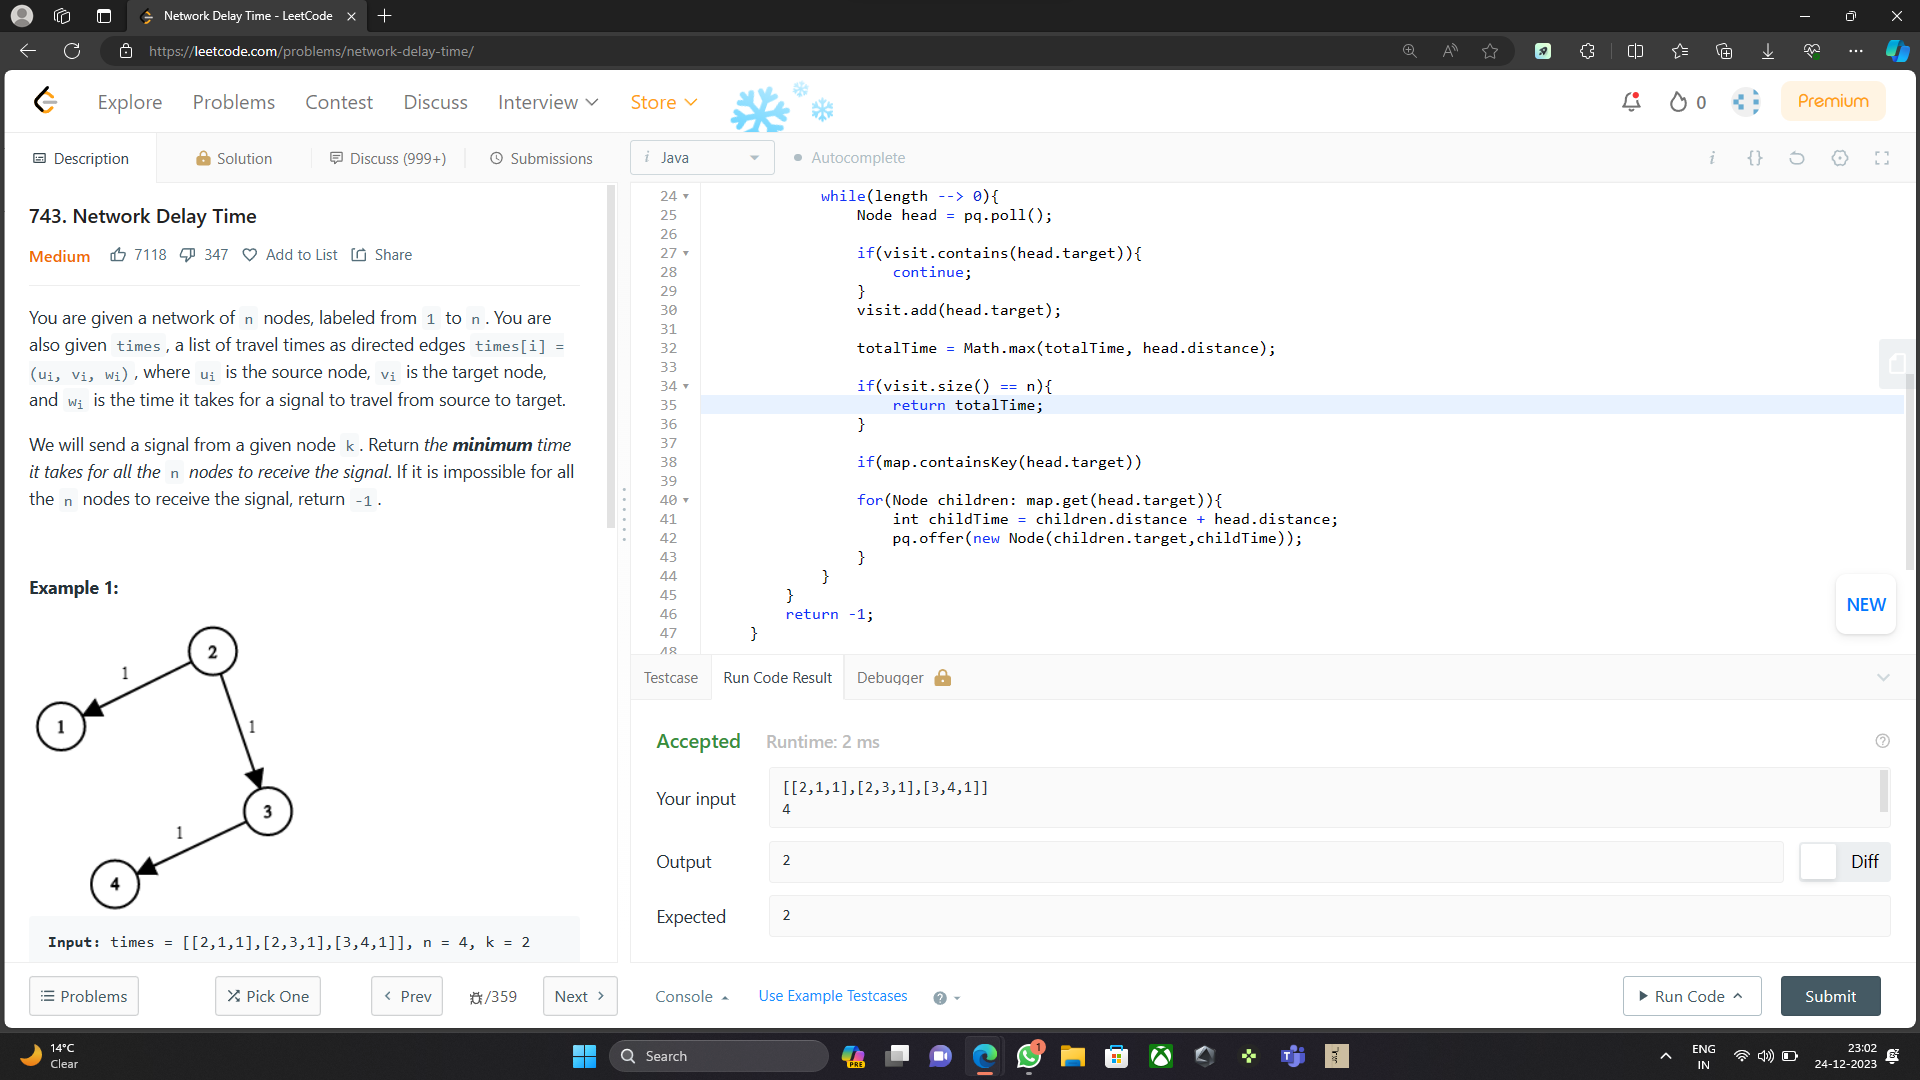 Network Delay Time - LeetCode
https://leetcode.com/problems/network-delay-time/
Explore Problems Contest Discuss Interview Store 0 Premium
Description Solution Discuss (999+) Submissions
i Java Autocomplete i {}
743. Network Delay Time
Medium 7118 347 Add to List Share
You are given a network of n nodes, labeled from 1 to n. You are
also given times, a list of travel times as directed edges times[i] =
(ui, vi, wi), where ui is the source node, vi is the target node,
and wi is the time it takes for a signal to travel from source to target.
We will send a signal from a given node k. Return the minimum time
it takes for all the n nodes to receive the signal. If it is impossible for all
the n nodes to receive the signal, return -1.
Example 1:
2
1
1
1
3
1
4
Input: times = [[2,1,1],[2,3,1],[3,4,1]], n = 4, k = 2
24 while(length --> 0){
25 Node head = pq.poll();
26
27 if(visit.contains(head.target)){
28 continue;
29 }
30 visit.add(head.target);
31
32 totalTime = Math.max(totalTime, head.distance);
33
34 if(visit.size() == n){
35 return totalTime;
36 }
37
38 if(map.containsKey(head.target))
39
40 for(Node children: map.get(head.target)){
41 int childTime = children.distance + head.distance;
42 pq.offer(new Node(children.target,childTime));
43 }
44 }
45 }
46 return -1;
47 }
48
NEW
Testcase Run Code Result Debugger
Accepted Runtime: 2 ms
Your input
[[2,1,1],[2,3,1],[3,4,1]]
4
Output 2 Diff
Expected 2
Problems Pick One Prev /359 Next Console Use Example Testcases Run Code Submit
14°C
Clear
Search
PRE
1
ENG
IN
23:02
24-12-2023